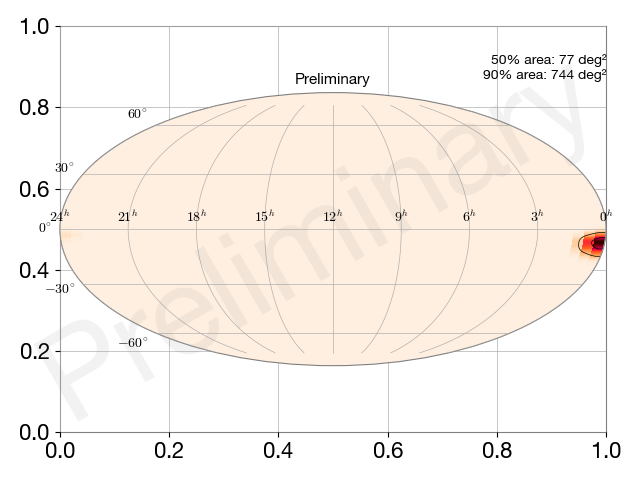 1.0
50% area: 77 deg²
90% area: 744 deg²
Preliminary
0.8
60°
30°
0.6
24ʰ 21ʰ 18ʰ 15ʰ 12ʰ 9ʰ 6ʰ 3ʰ 0ʰ
0°
0.4
−30°
0.2
−60°
Preliminary
0.0
0.0 0.2 0.4 0.6 0.8 1.0